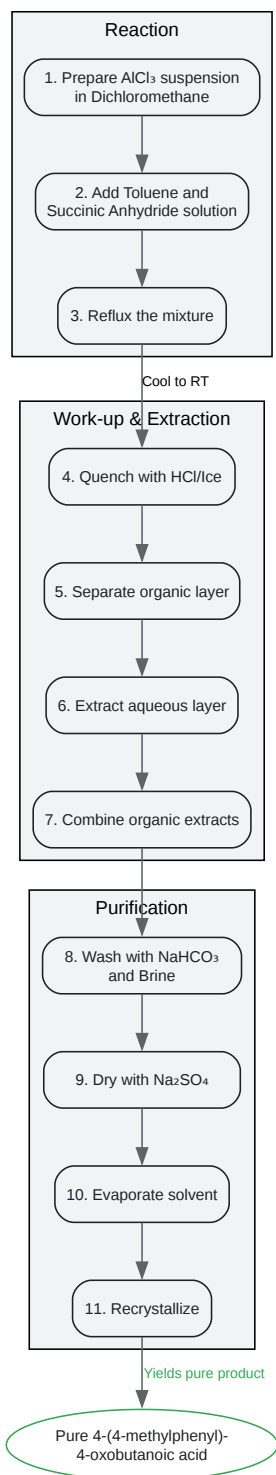 Reaction
1. Prepare AlCl₃ suspension
in Dichloromethane
2. Add Toluene and
Succinic Anhydride solution
3. Reflux the mixture
Cool to RT
Work-up & Extraction
4. Quench with HCl/Ice
5. Separate organic layer
6. Extract aqueous layer
7. Combine organic extracts
Purification
8. Wash with NaHCO₃
and Brine
9. Dry with Na₂SO₄
10. Evaporate solvent
11. Recrystallize
Yields pure product
Pure 4-(4-methylphenyl)-
4-oxobutanoic acid